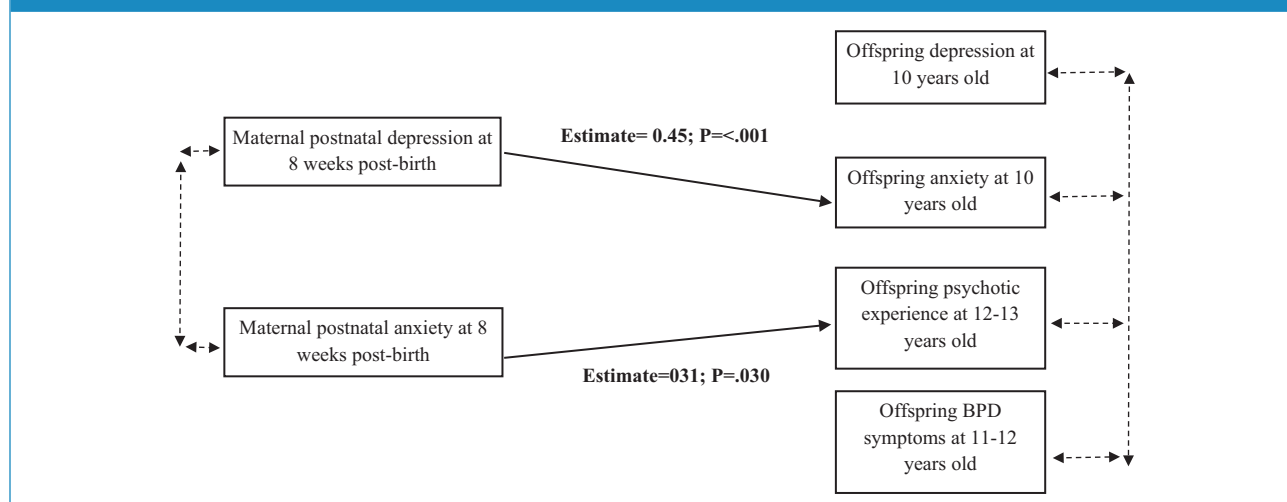 Offspring depression at
10 years old
Maternal postnatal depression at
8 weeks post-birth
Estimate= 0.45; P=<.001
Offspring anxiety at 10
years old
Maternal postnatal anxiety at 8
weeks post-birth
Estimate=031; P=.030
Offspring psychotic
experience at 12-13
years old
Offspring BPD
symptoms at 11-12
years old